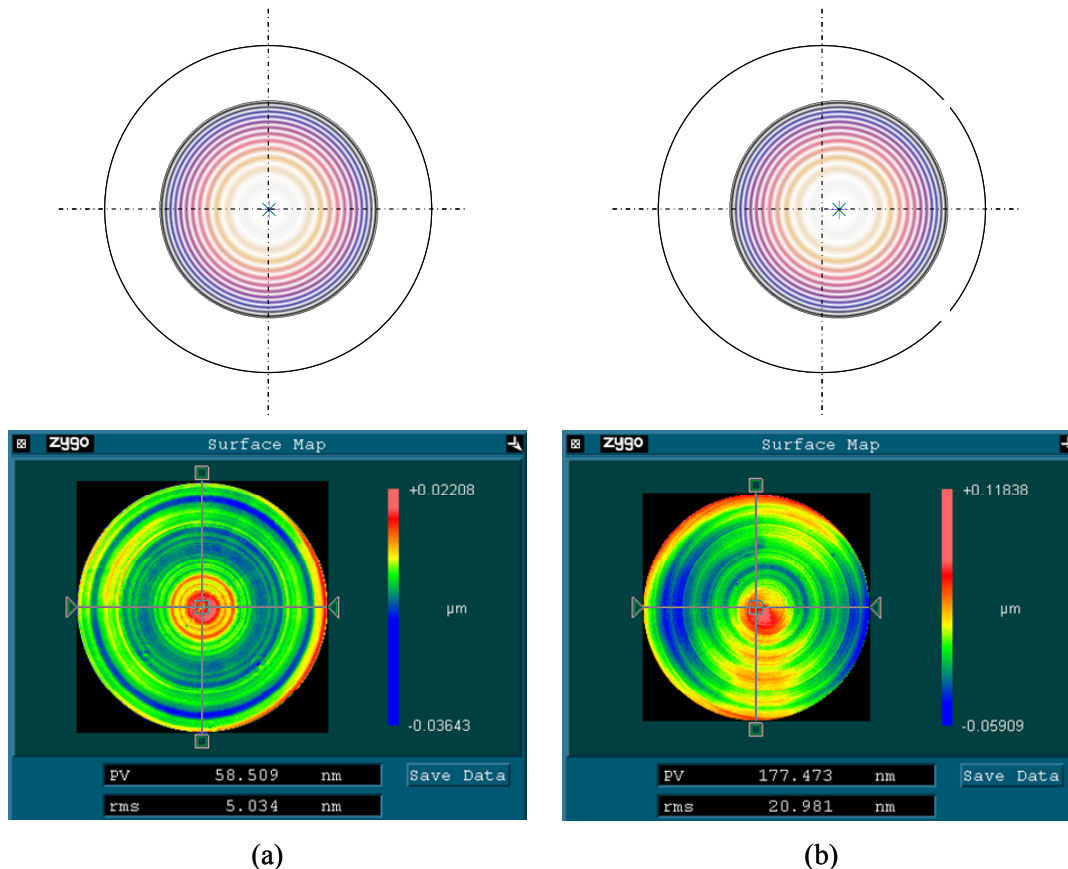 zygo Surface Map
+0.02208
µm
-0.03643
PV 58.509 nm Save Data
rms 5.034 nm
zygo Surface Map
+0.11838
µm
-0.05909
PV 177.473 nm Save Data
rms 20.981 nm
(a) (b)